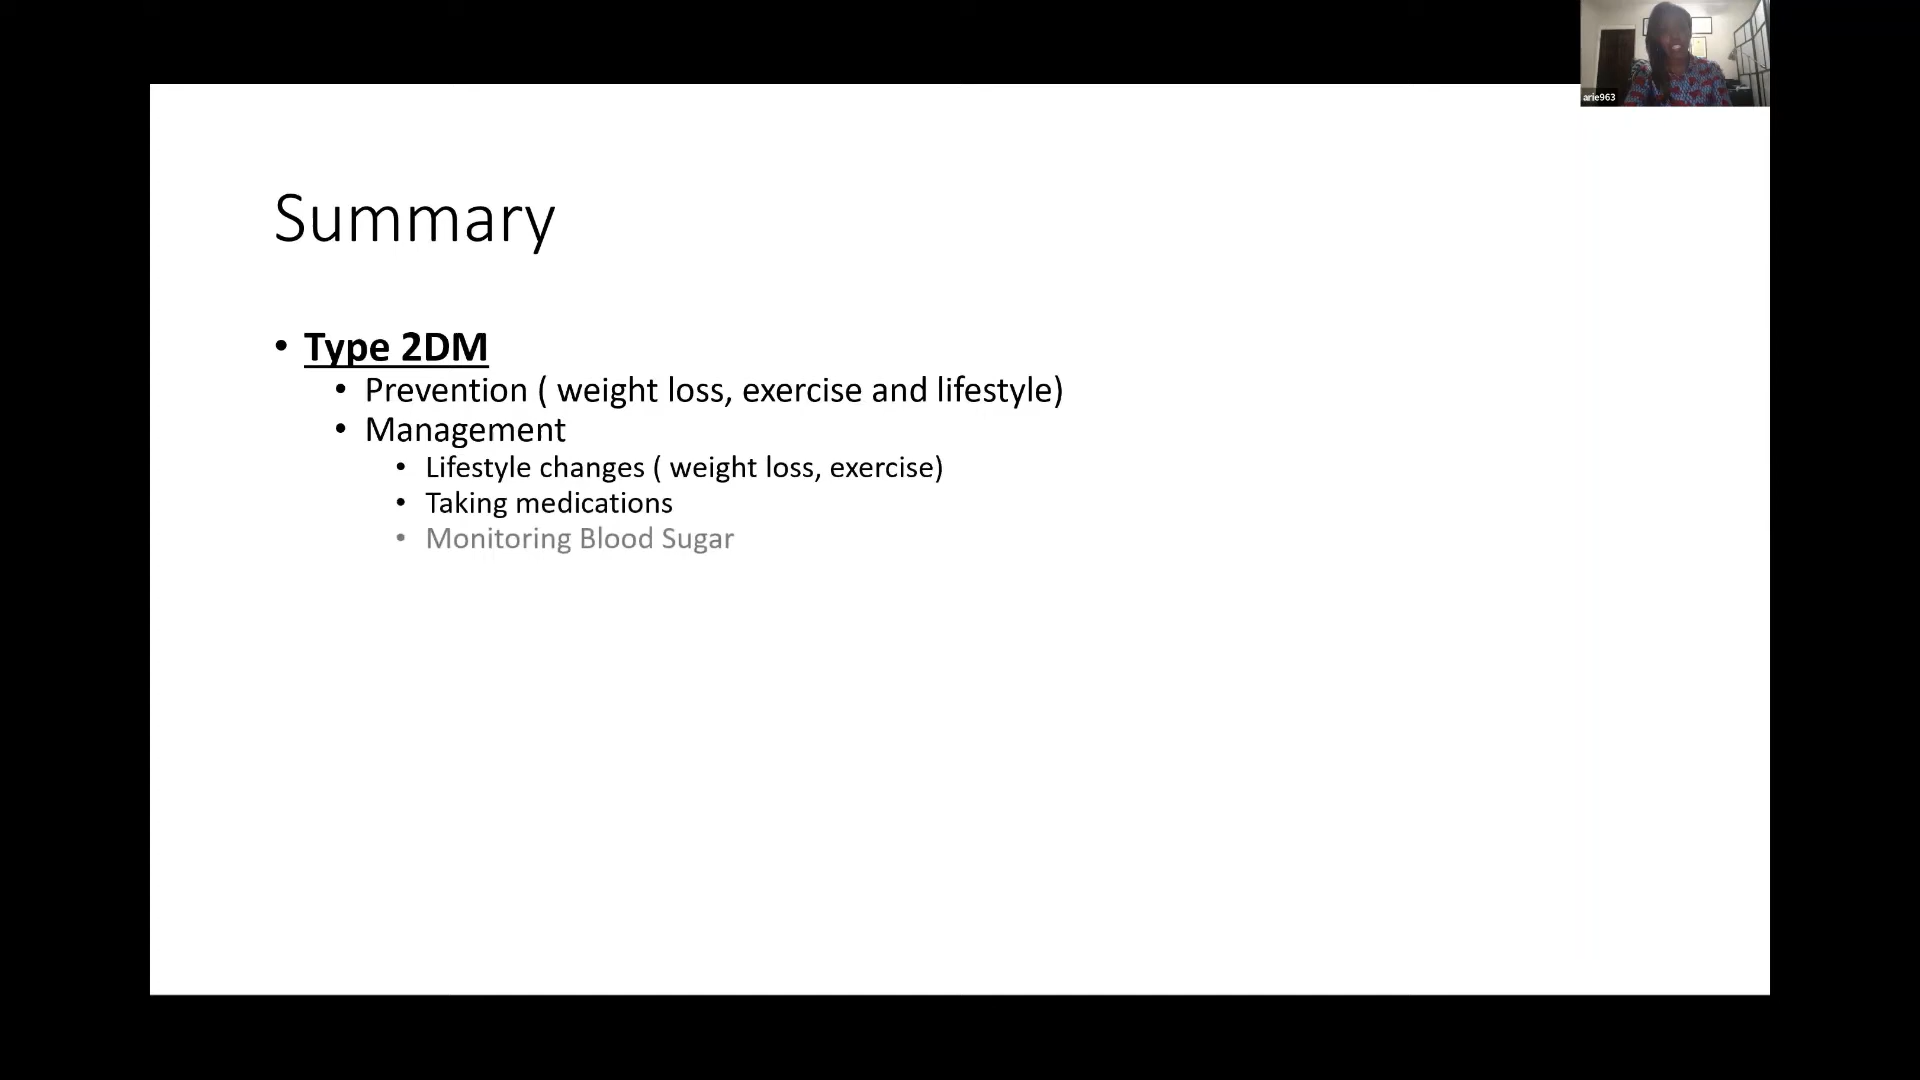 arie963
Summary
• Type 2DM
• Prevention ( weight loss, exercise and lifestyle)
• Management
• Lifestyle changes ( weight loss, exercise)
• Taking medications
• Monitoring Blood Sugar